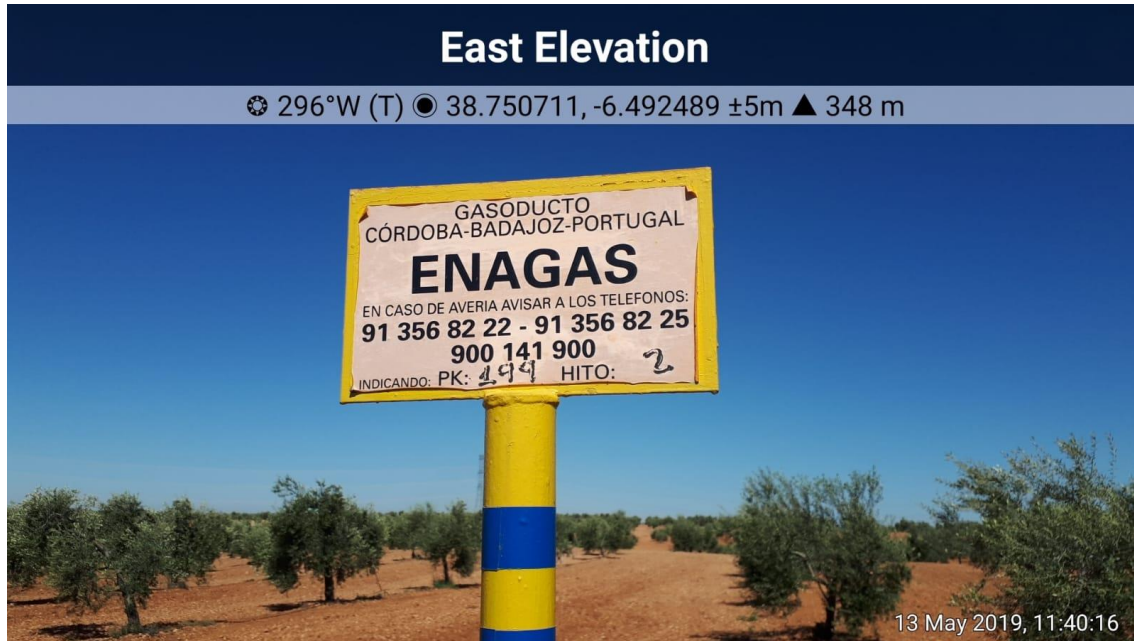 East Elevation
296°W (T) 38.750711, -6.492489 ±5m ▲ 348 m
GASODUCTO
CÓRDOBA-BADAJOZ-PORTUGAL
ENAGAS
EN CASO DE AVERIA AVISAR A LOS TELEFONOS:
91 356 82 22 - 91 356 82 25
900 141 900
INDICANDO: PK: 199 HITO: 2
13 May 2019, 11:40:16